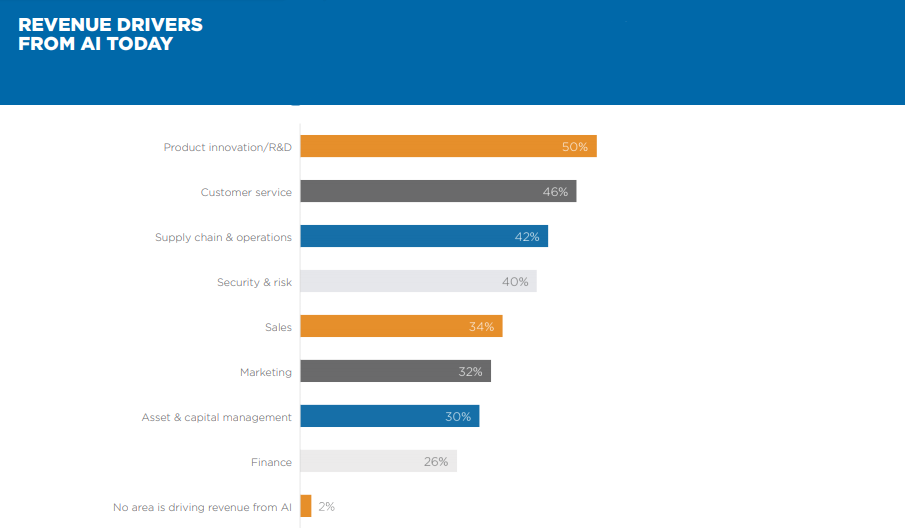 REVENUE DRIVERS
FROM AI TODAY
Product innovation/R&D 50%
Customer service 46%
Supply chain & operations 42%
Security & risk 40%
Sales 34%
Marketing 32%
Asset & capital management 30%
Finance 26%
No area is driving revenue from AI 2%